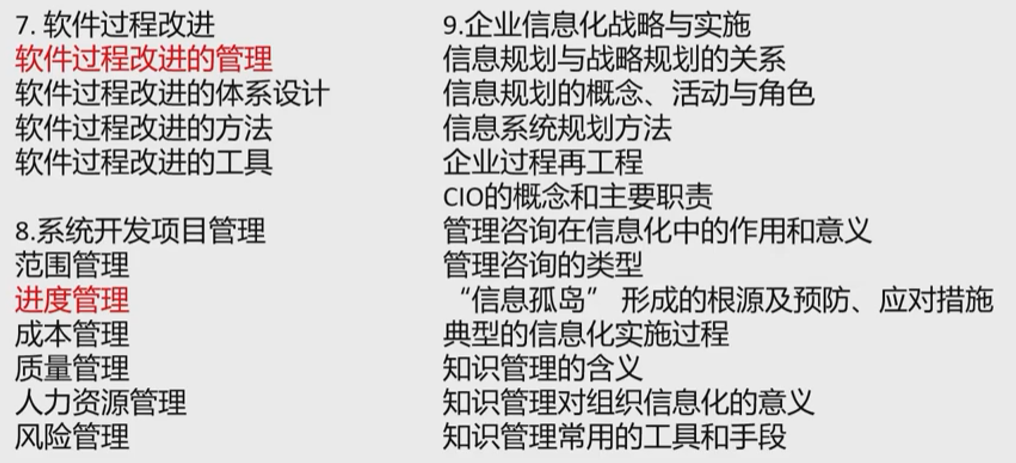 7. 软件过程改进
软件过程改进的管理
软件过程改进的体系设计
软件过程改进的方法
软件过程改进的工具
8.系统开发项目管理
范围管理
进度管理
成本管理
质量管理
人力资源管理
风险管理
9.企业信息化战略与实施
信息规划与战略规划的关系
信息规划的概念、活动与角色
信息系统规划方法
企业过程再工程
CIO的概念和主要职责
管理咨询在信息化中的作用和意义
管理咨询的类型
“信息孤岛” 形成的根源及预防、应对措施
典型的信息化实施过程
知识管理的含义
知识管理对组织信息化的意义
知识管理常用的工具和手段